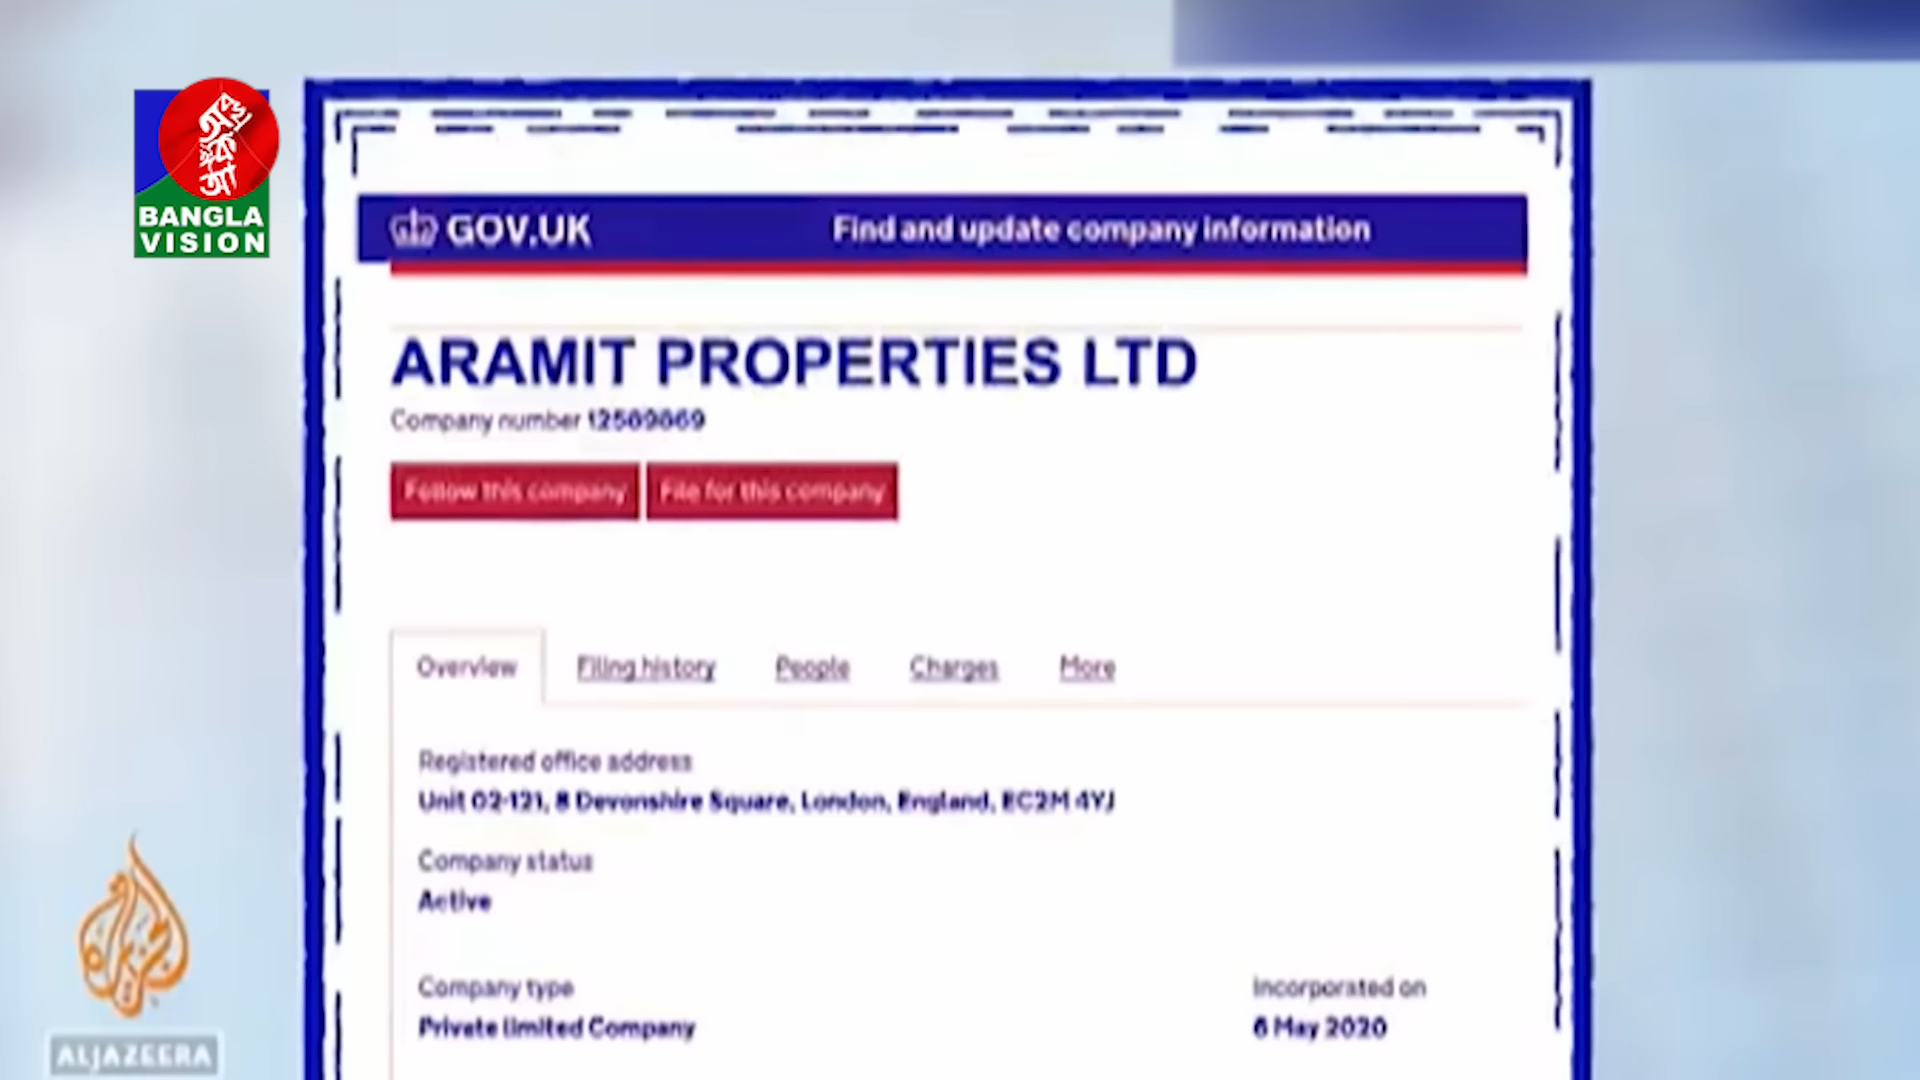 BANGLA
VISION
GOV.UK
Find and update company information
ARAMIT PROPERTIES LTD
Company number 12589869
Follow this company
File for this company
Overview
Filing history
People
Charges
More
Registered office address
Unit 02-121, 8 Devonshire Square, London, England, EC2M 4YJ
Company status
Active
Company type
Incorporated on
Private limited Company
6 May 2020
ALJAZEERA